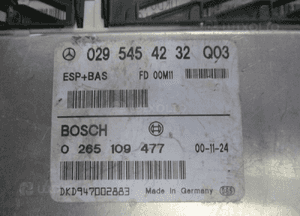 029 545 42 32 Q03
ESP+BAS FD 00M11
BOSCH
0 265 109 477 00-11-24
DKD947002883 Made in Germany